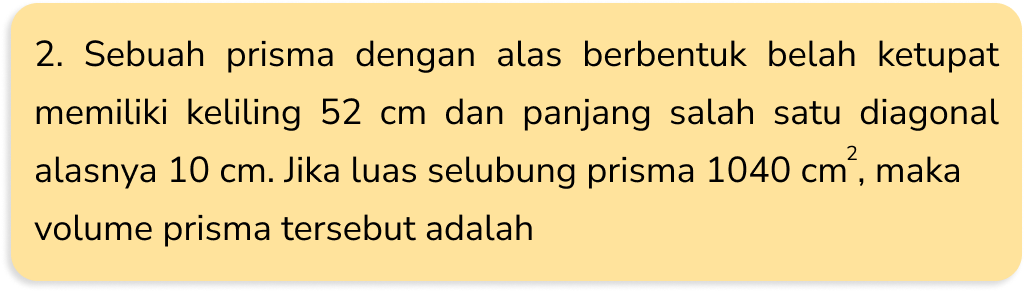 2. Sebuah prisma dengan alas berbentuk belah ketupat
memiliki keliling 52 cm dan panjang salah satu diagonal
alasnya 10 cm. Jika luas selubung prisma 1040 cm², maka
volume prisma tersebut adalah